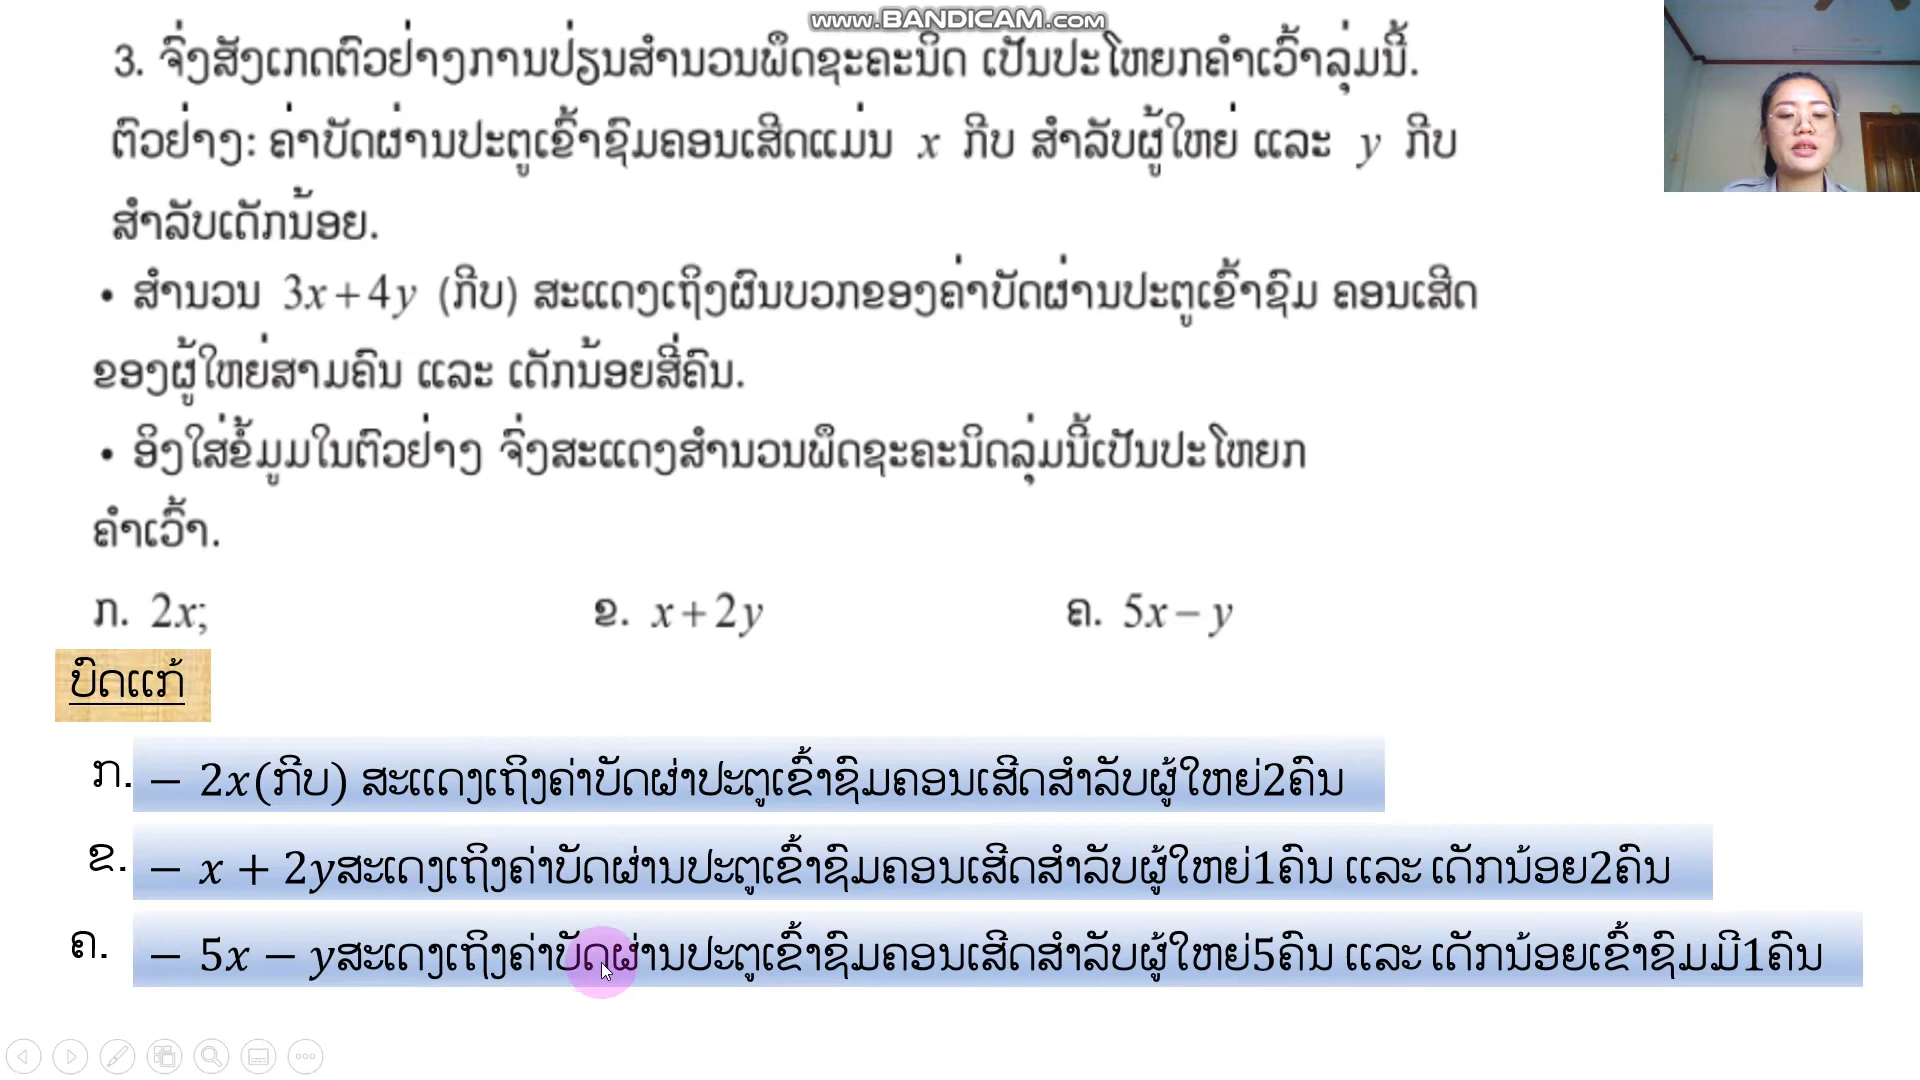 www.BANDICAM.com
3. ຈົ່ງສັງເກດຕົວຢ່າງການປ່ຽນສຳນວນພຶດຊະຄະນິດ ເປັນປະໂຫຍກຄຳເວົ້າລຸ່ມນີ້.
ຕົວຢ່າງ: ຄ່າບັດຜ່ານປະຕູເຂົ້າຊົມຄອນເສີດແມ່ນ x ກີບ ສຳລັບຜູ້ໃຫຍ່ ແລະ y ກີບ
ສຳລັບເດັກນ້ອຍ.
• ສຳນວນ 3x+4y (ກີບ) ສະແດງເຖິງຜົນບວກຂອງຄ່າບັດຜ່ານປະຕູເຂົ້າຊົມ ຄອນເສີດ
ຂອງຜູ້ໃຫຍ່ສາມຄົນ ແລະ ເດັກນ້ອຍສີ່ຄົນ.
• ອີງໃສ່ຂໍ້ມູມໃນຕົວຢ່າງ ຈົ່ງສະແດງສຳນວນພຶດຊະຄະນິດລຸ່ມນີ້ເປັນປະໂຫຍກ
ຄຳເວົ້າ.
ກ. 2x; ຂ. x+2y ຄ. 5x−y
ບົດແກ້
ກ. − 2x(ກີບ) ສະແດງເຖິງຄ່າບັດຜ່າປະຕູເຂົ້າຊົມຄອນເສີດສຳລັບຜູ້ໃຫຍ່2ຄົນ
ຂ. − x + 2yສະເດງເຖິງຄ່າບັດຜ່ານປະຕູເຂົ້າຊົມຄອນເສີດສຳລັບຜູ້ໃຫຍ່1ຄົນ ແລະ ເດັກນ້ອຍ2ຄົນ
ຄ. − 5x − yສະເດງເຖິງຄ່າບັດຜ່ານປະຕູເຂົ້າຊົມຄອນເສີດສຳລັບຜູ້ໃຫຍ່5ຄົນ ແລະ ເດັກນ້ອຍເຂົ້າຊົມມີ1ຄົນ